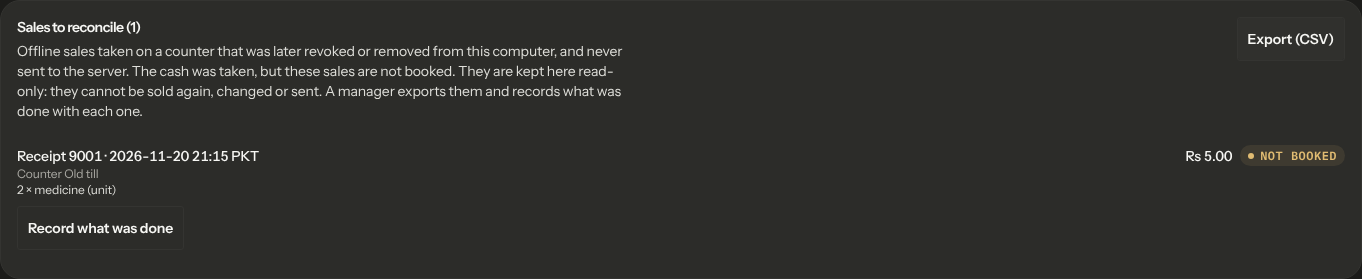 Sales to reconcile (1)
Export (CSV)
Offline sales taken on a counter that was later revoked or removed from this computer, and never
sent to the server. The cash was taken, but these sales are not booked. They are kept here read-
only: they cannot be sold again, changed or sent. A manager exports them and records what was
done with each one.
Receipt 9001 · 2026-11-20 21:15 PKT
Rs 5.00
NOT BOOKED
Counter Old till
2 × medicine (unit)
Record what was done